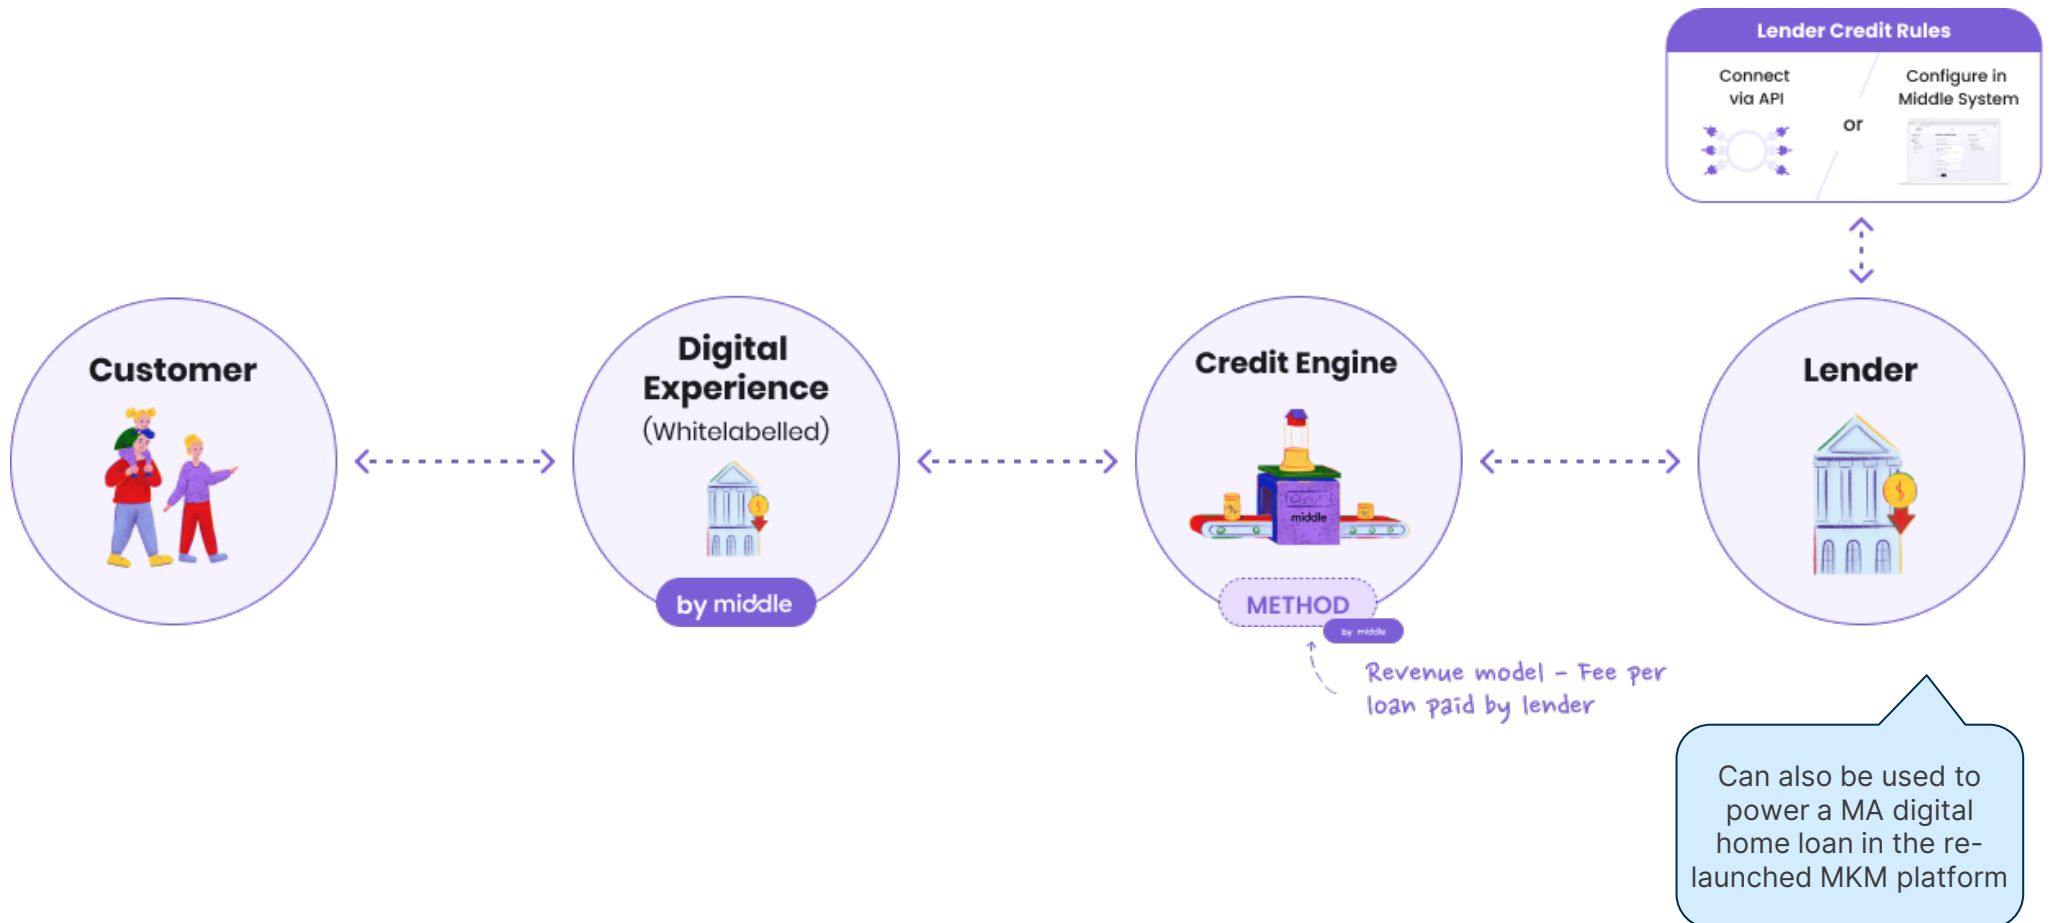 Lender Credit Rules
Connect
via API
or
Configure in
Middle System
Customer
Digital
Experience
(Whitelabelled)
by middle
Credit Engine
middle
METHOD
by middle
Revenue model – Fee per
loan paid by lender
Lender
Can also be used to
power a MA digital
home loan in the re-
launched MKM platform